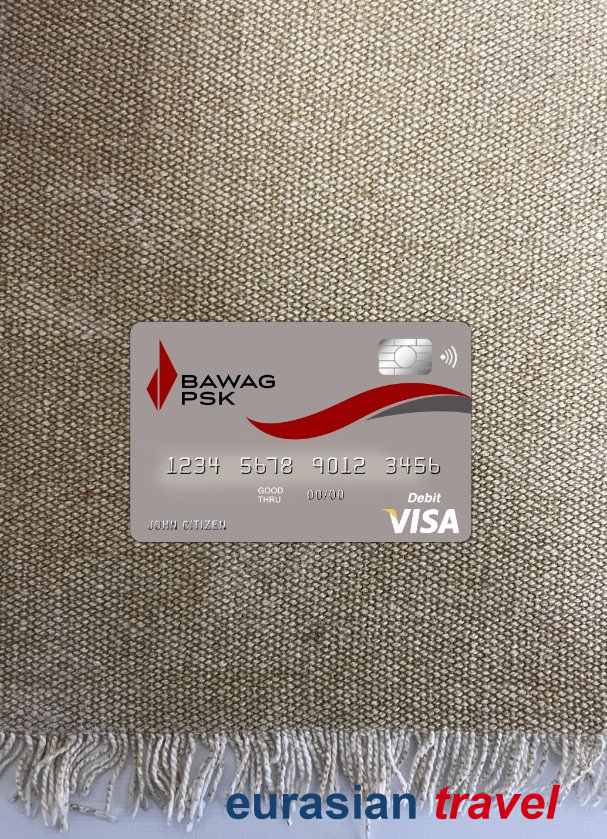 BAWAG
PSK
1234 5678 9012 3456
GOOD
THRU
00/00
Debit
VISA
JOHN CITIZEN
eurasian travel